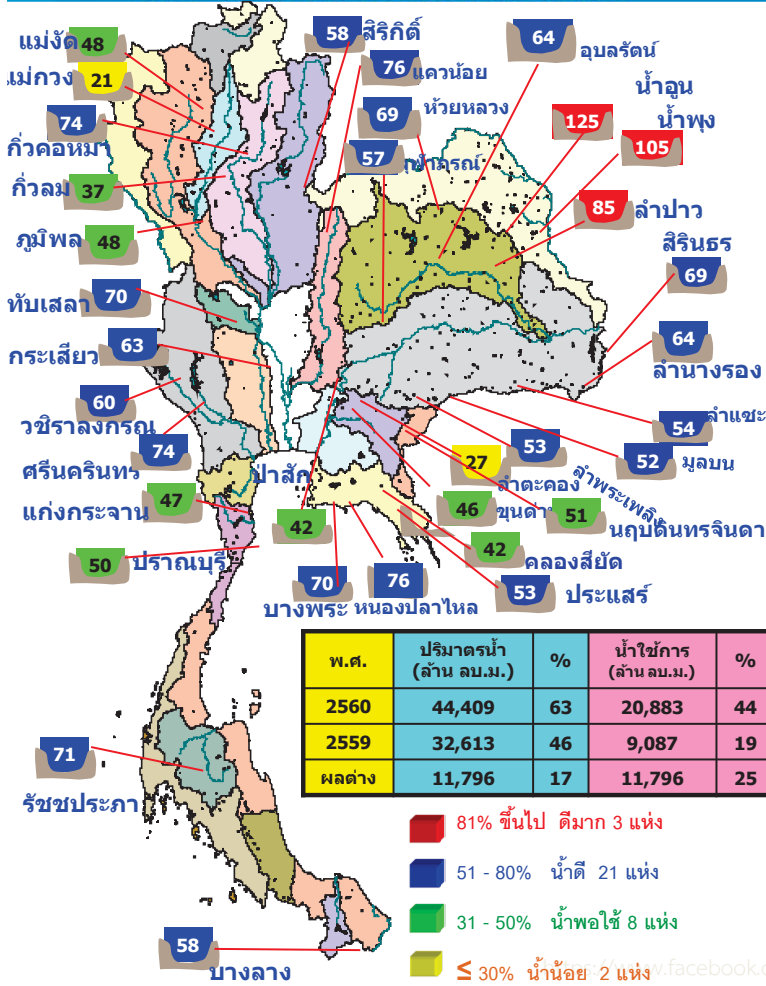 แม่งัด 48
แม่กวง 21
74
กิ่วคอหมา
กิ่วลม 37
ภูมิพล 48
ทับเสลา 70
กระเสียว 63
60
วชิราลงกรณ
74
ศรีนครินทร
แก่งกระจาน 47
50 ปราณบุรี
58 สิริกิติ์
76 แควน้อย
69 ห้วยหลวง
57
64 อุบลรัตน์
น้ำอูน
125
น้ำพุง
105
85 ลำปาว
สิรินธร
69
64
ลำนางรอง
54 ลำแชะ
52 มูลบน
53
27
ลำตะคอง
ลำพระเพลิง
46
51
นฤบดินทรจินดา
ป่าสัก
42
42
คลองสียัด
53
ประแสร์
70
บางพระ
76
หนองปลาไหล
พ.ศ. ปริมาตรน้ำ (ล้าน ลบ.ม.) % น้ำใช้การ (ล้าน ลบ.ม.) %
2560 44,409 63 20,883 44
2559 32,613 46 9,087 19
ผลต่าง 11,796 17 11,796 25
71
รัชชประภา
81% ขึ้นไป ดีมาก 3 แห่ง
51 - 80% น้ำดี 21 แห่ง
31 - 50% น้ำพอใช้ 8 แห่ง
≤ 30% น้ำน้อย 2 แห่ง
58
บางลาง